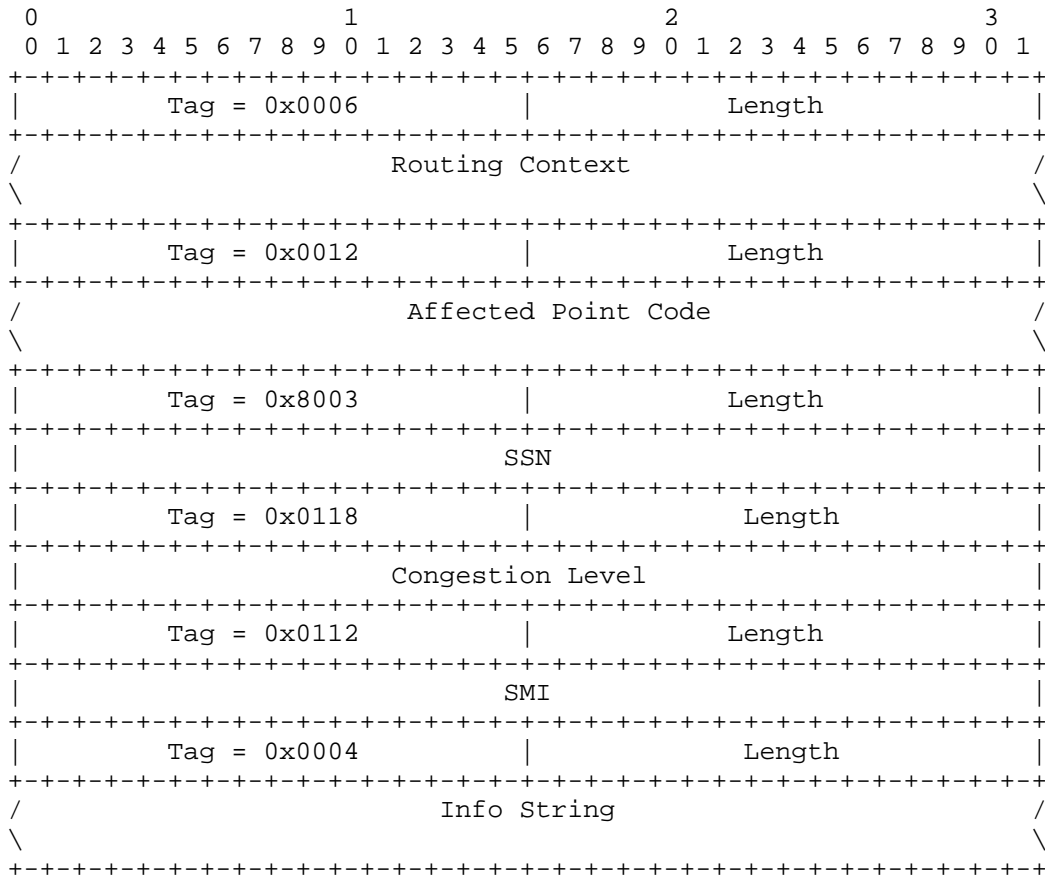 0                   1                   2                   3
 0 1 2 3 4 5 6 7 8 9 0 1 2 3 4 5 6 7 8 9 0 1 2 3 4 5 6 7 8 9 0 1
+-+-+-+-+-+-+-+-+-+-+-+-+-+-+-+-+-+-+-+-+-+-+-+-+-+-+-+-+-+-+-+-+
|         Tag = 0x0006          |            Length             |
+-+-+-+-+-+-+-+-+-+-+-+-+-+-+-+-+-+-+-+-+-+-+-+-+-+-+-+-+-+-+-+-+
/                       Routing Context                         /
\                                                               \
+-+-+-+-+-+-+-+-+-+-+-+-+-+-+-+-+-+-+-+-+-+-+-+-+-+-+-+-+-+-+-+-+
|         Tag = 0x0012          |            Length             |
+-+-+-+-+-+-+-+-+-+-+-+-+-+-+-+-+-+-+-+-+-+-+-+-+-+-+-+-+-+-+-+-+
/                        Affected Point Code                    /
\                                                               \
+-+-+-+-+-+-+-+-+-+-+-+-+-+-+-+-+-+-+-+-+-+-+-+-+-+-+-+-+-+-+-+-+
|         Tag = 0x8003          |            Length             |
+-+-+-+-+-+-+-+-+-+-+-+-+-+-+-+-+-+-+-+-+-+-+-+-+-+-+-+-+-+-+-+-+
|                              SSN                              |
+-+-+-+-+-+-+-+-+-+-+-+-+-+-+-+-+-+-+-+-+-+-+-+-+-+-+-+-+-+-+-+-+
|         Tag = 0x0118          |             Length            |
+-+-+-+-+-+-+-+-+-+-+-+-+-+-+-+-+-+-+-+-+-+-+-+-+-+-+-+-+-+-+-+-+
|                       Congestion Level                        |
+-+-+-+-+-+-+-+-+-+-+-+-+-+-+-+-+-+-+-+-+-+-+-+-+-+-+-+-+-+-+-+-+
|         Tag = 0x0112          |            Length             |
+-+-+-+-+-+-+-+-+-+-+-+-+-+-+-+-+-+-+-+-+-+-+-+-+-+-+-+-+-+-+-+-+
|                              SMI                              |
+-+-+-+-+-+-+-+-+-+-+-+-+-+-+-+-+-+-+-+-+-+-+-+-+-+-+-+-+-+-+-+-+
|         Tag = 0x0004          |             Length            |
+-+-+-+-+-+-+-+-+-+-+-+-+-+-+-+-+-+-+-+-+-+-+-+-+-+-+-+-+-+-+-+-+
/                          Info String                          /
\                                                               \
+-+-+-+-+-+-+-+-+-+-+-+-+-+-+-+-+-+-+-+-+-+-+-+-+-+-+-+-+-+-+-+-+